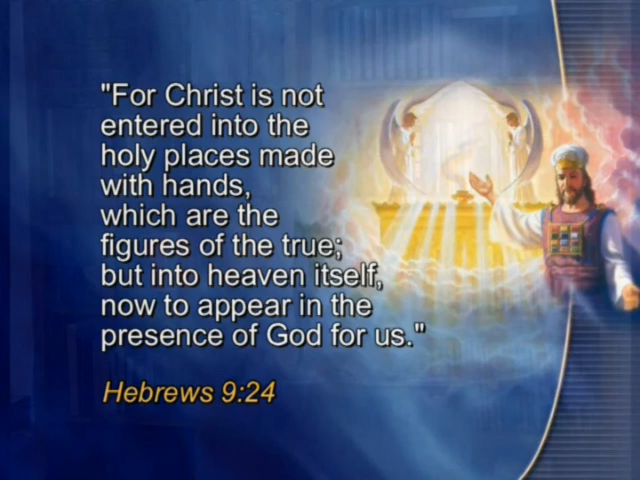 "For Christ is not
entered into the
holy places made
with hands,
which are the
figures of the true;
but into heaven itself,
now to appear in the
presence of God for us."
Hebrews 9:24